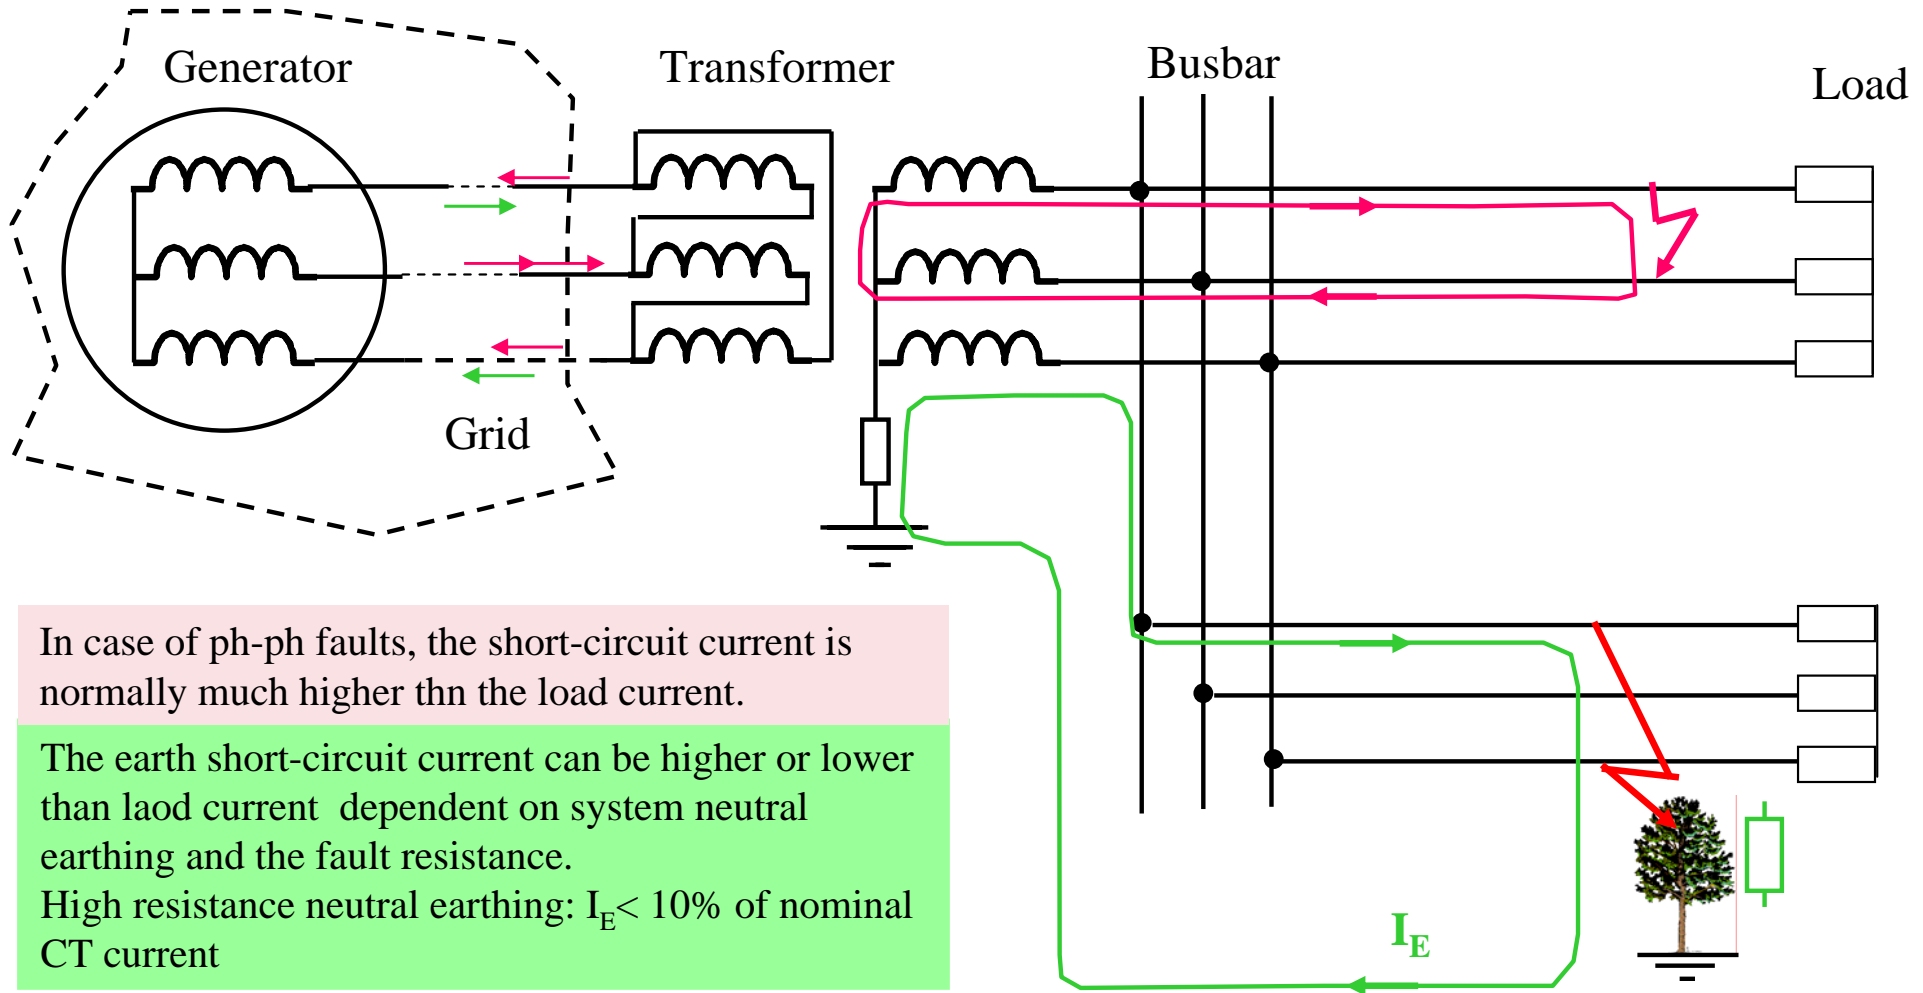 Generator
Transformer
Busbar
Load
Grid
In case of ph-ph faults, the short-circuit current is
normally much higher thn the load current.
The earth short-circuit current can be higher or lower
than laod current dependent on system neutral
earthing and the fault resistance.
High resistance neutral earthing: IE< 10% of nominal
CT current
IE